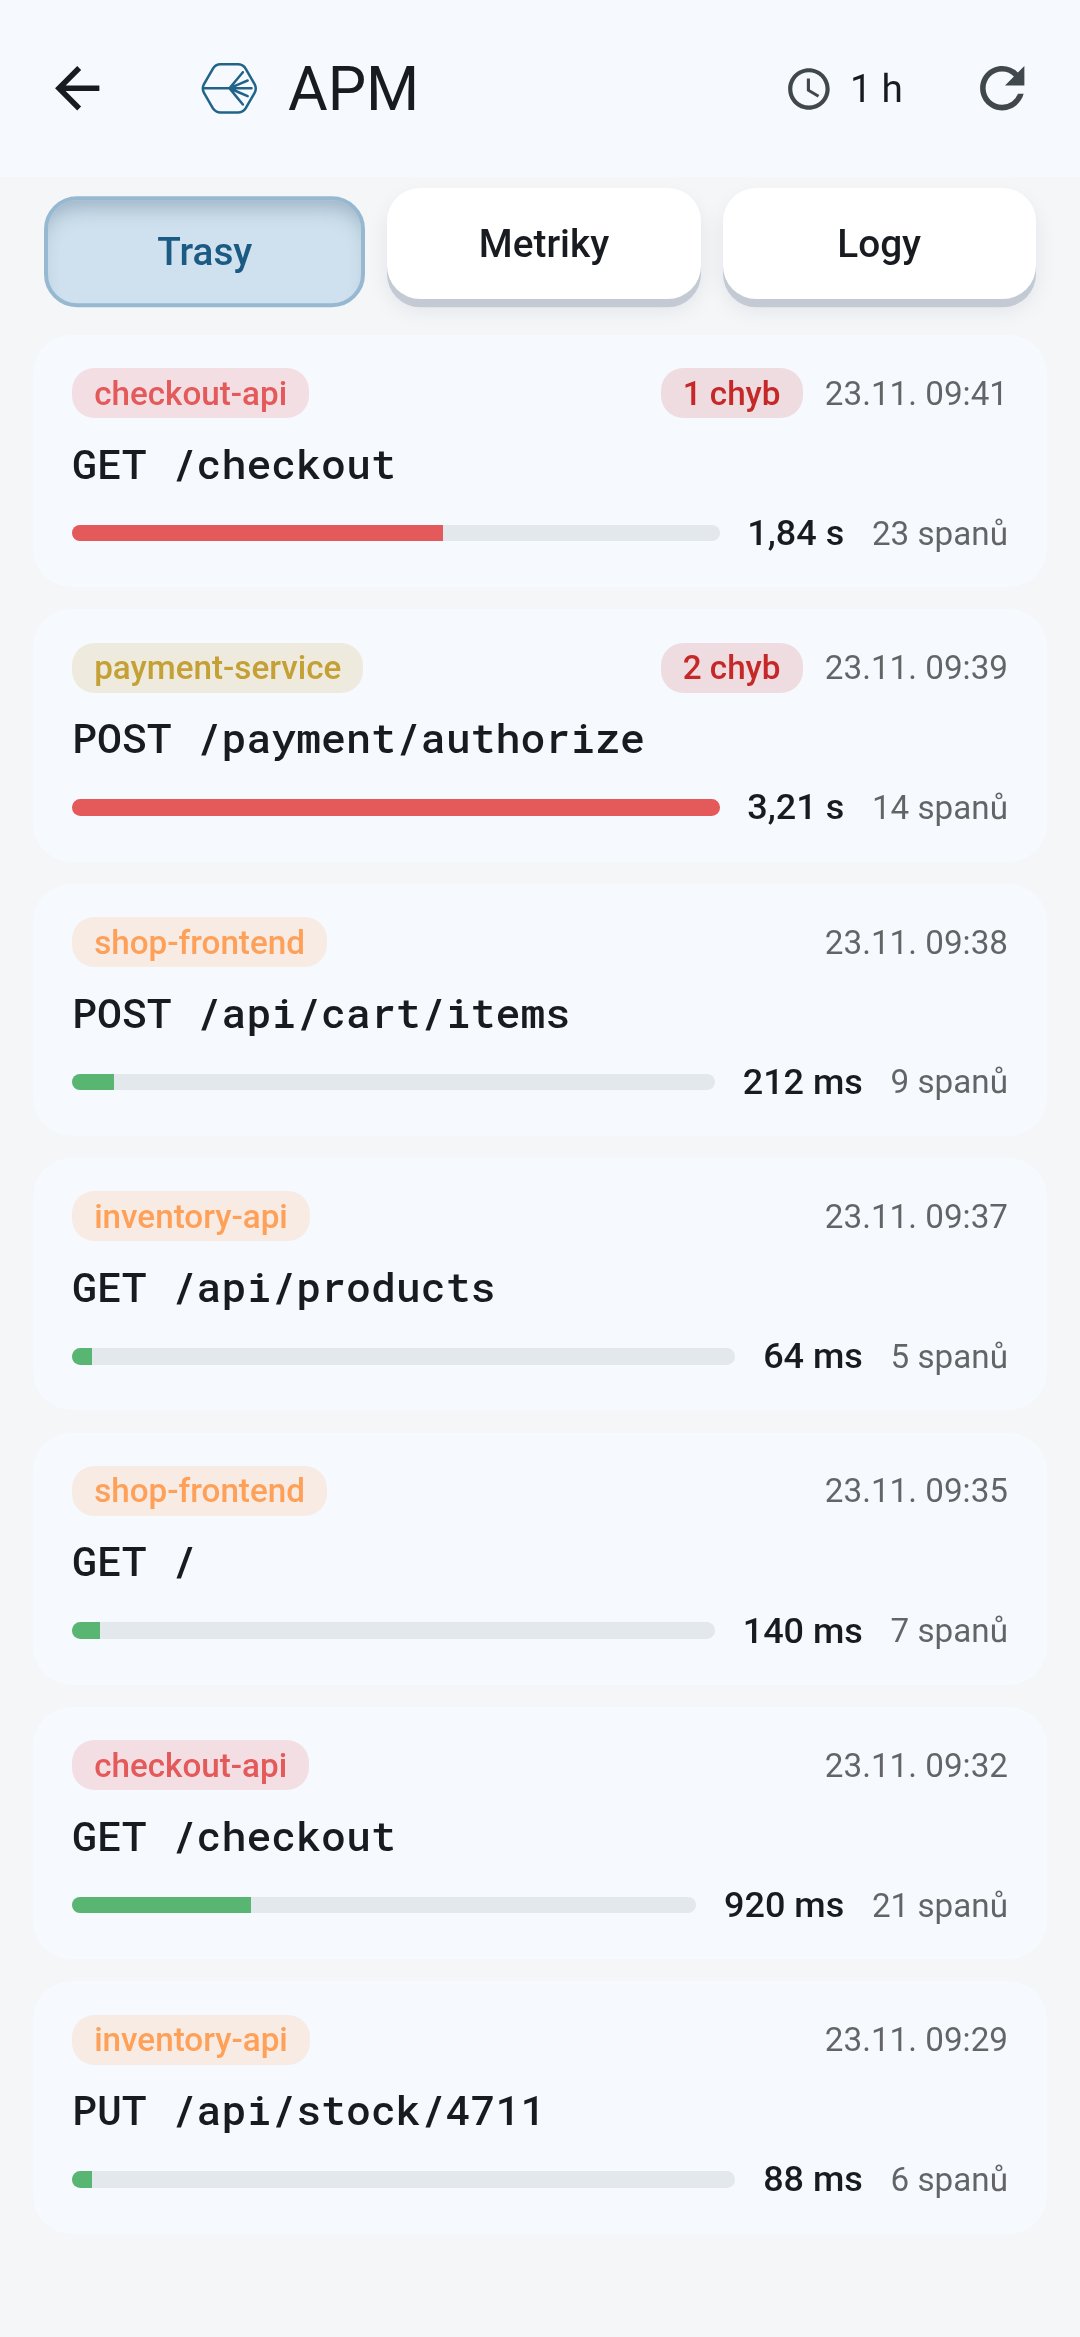 APM
1 h
Trasy
Metriky
Logy
checkout-api
1 chyb
23.11. 09:41
GET /checkout
1,84 s
23 spanů
payment-service
2 chyb
23.11. 09:39
POST /payment/authorize
3,21 s
14 spanů
shop-frontend
23.11. 09:38
POST /api/cart/items
212 ms
9 spanů
inventory-api
23.11. 09:37
GET /api/products
64 ms
5 spanů
shop-frontend
23.11. 09:35
GET /
140 ms
7 spanů
checkout-api
23.11. 09:32
GET /checkout
920 ms
21 spanů
inventory-api
23.11. 09:29
PUT /api/stock/4711
88 ms
6 spanů